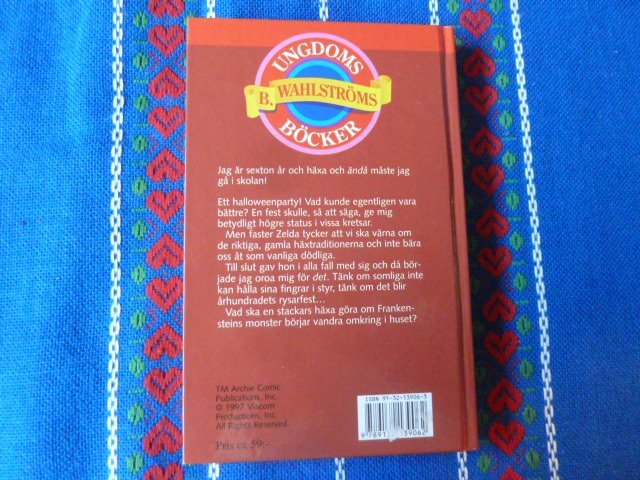 UNGDOMS
B. WAHLSTRÖMS
BÖCKER
Jag är sexton år och häxa och ändå måste jag
gå i skolan!
Ett halloweenparty! Vad kunde egentligen vara
bättre? En fest skulle, så att säga, ge mig
betydligt högre status i vissa kretsar.
Men faster Zelda tycker att vi ska värna om
de riktiga, gamla häxtraditionerna och inte bära
oss åt som vanliga dödliga.
Till slut gav hon i alla fall med sig och då bör-
jade jag oroa mig för det. Tänk om somliga inte
kan hålla sina fingrar i styr, tänk om det blir
århundradets rysarfest…
Vad ska en stackars häxa göra om Franken-
steins monster börjar vandra omkring i huset?
TM Archie Comic
Publications, Inc.
© 1997 Viacom
Productions, Inc.
All Rights Reserved.
Pris ca 59:-
ISBN 91-32-13906-3
9 7891 39062